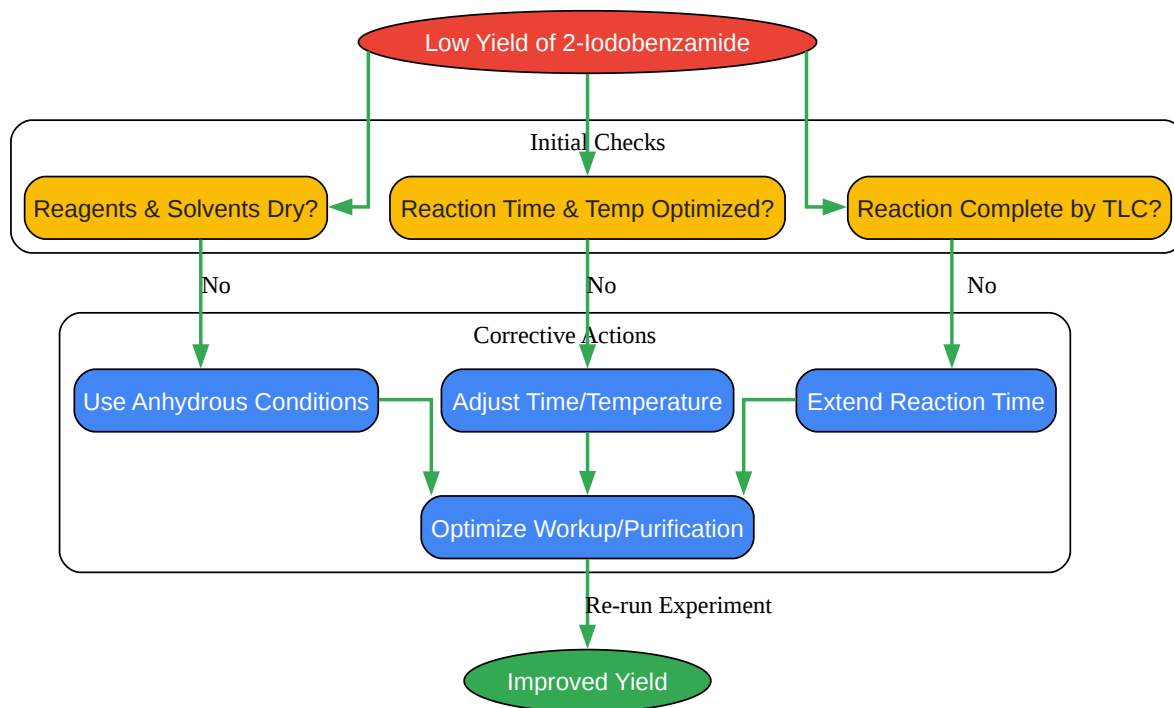 Low Yield of 2-Iodobenzamide
Initial Checks
Reagents & Solvents Dry?
Reaction Time & Temp Optimized?
Reaction Complete by TLC?
No
No
No
Corrective Actions
Use Anhydrous Conditions
Adjust Time/Temperature
Extend Reaction Time
Optimize Workup/Purification
Re-run Experiment
Improved Yield